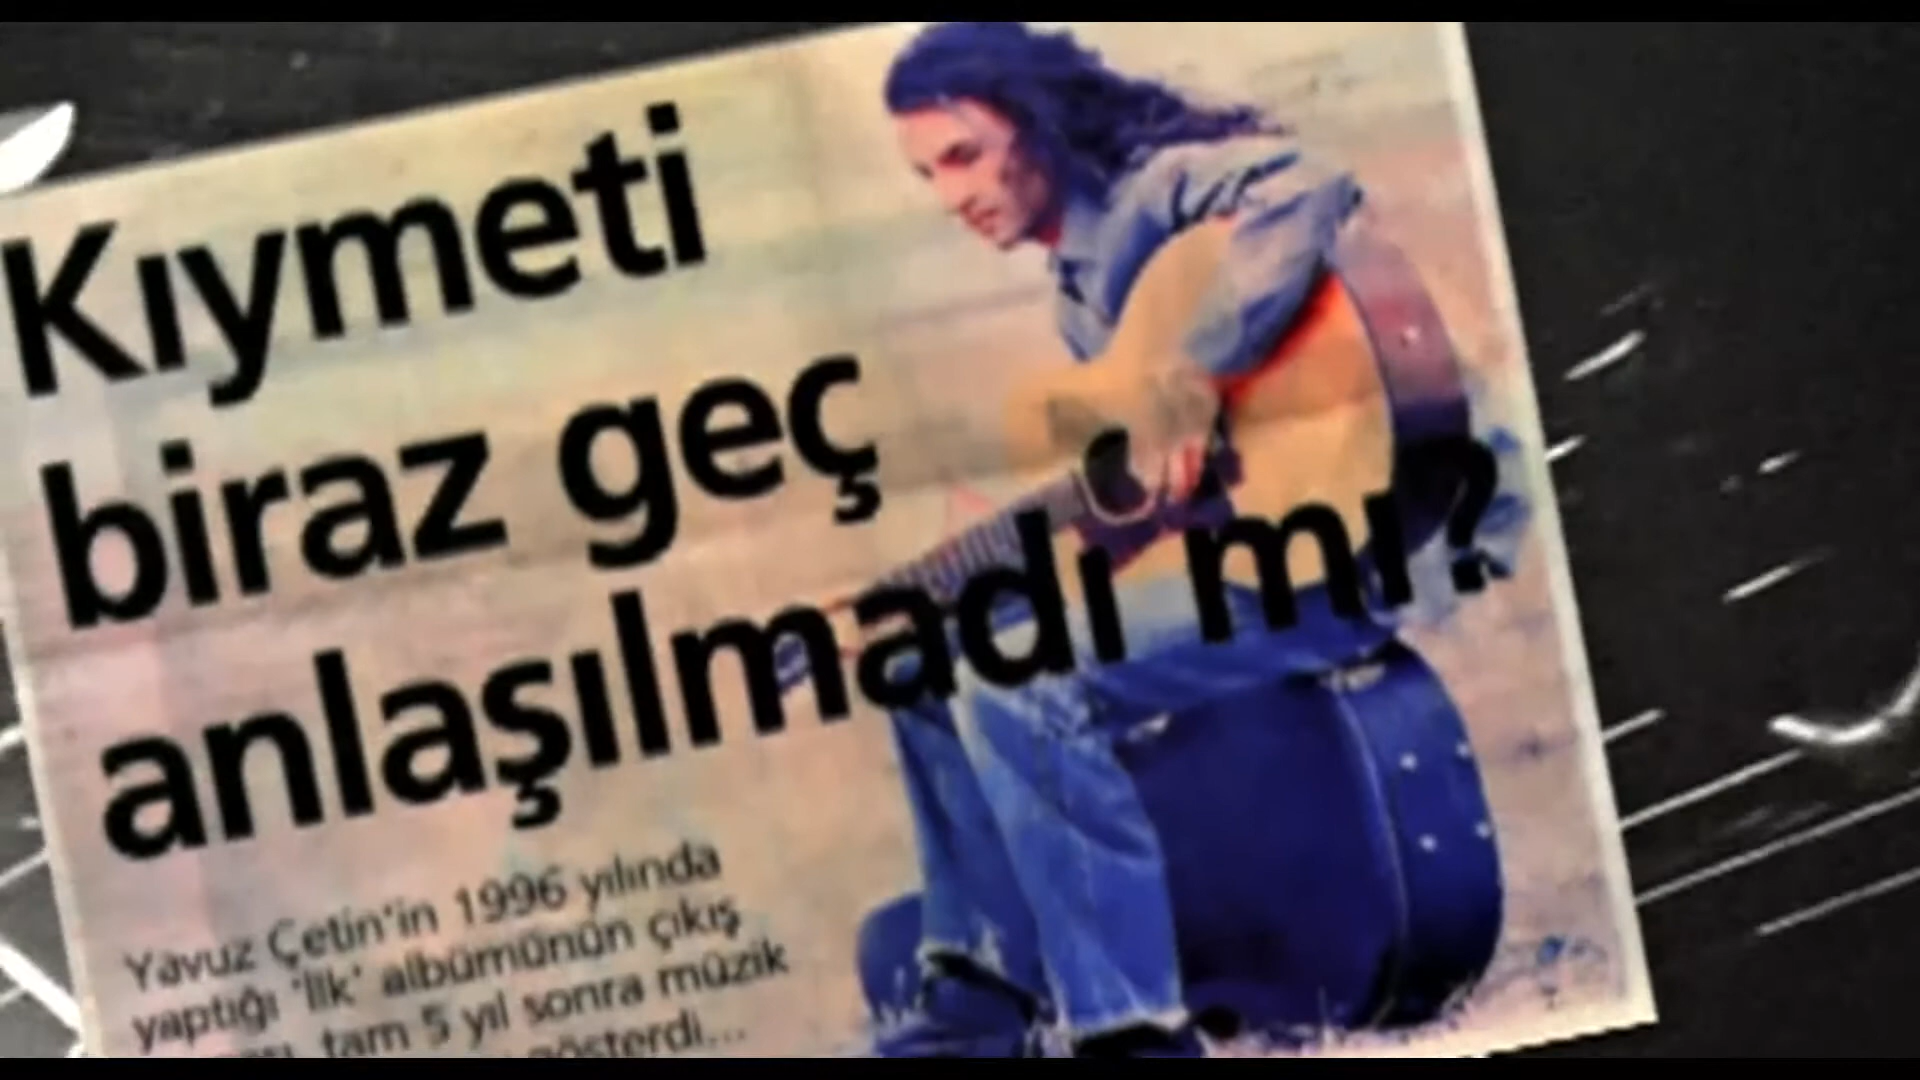 Kıymeti
biraz geç
anlaşılmadı mı?
Yavuz Çetin'in 1996 yılında
yaptığı 'İlk' albümünün çıkış
tam 5 yıl sonra müzik
gösterdi...